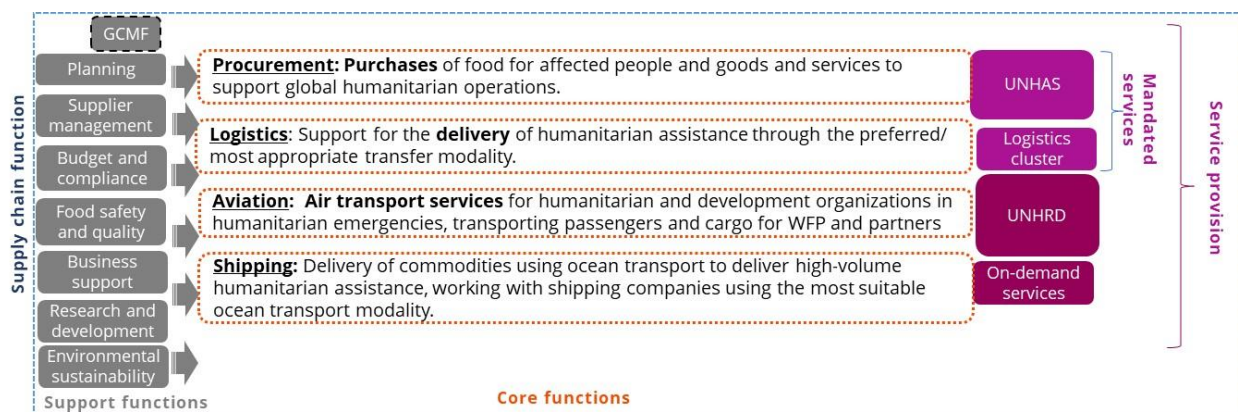 Supply chain function
GCMF
Planning
Supplier
management
Budget and
compliance
Food safety
and quality
Business
support
Research and
development
Environmental
sustainability
Support functions
Procurement: Purchases of food for affected people and goods and services to
support global humanitarian operations.
Logistics: Support for the delivery of humanitarian assistance through the preferred/
most appropriate transfer modality.
Aviation: Air transport services for humanitarian and development organizations in
humanitarian emergencies, transporting passengers and cargo for WFP and partners
Shipping: Delivery of commodities using ocean transport to deliver high-volume
humanitarian assistance, working with shipping companies using the most suitable
ocean transport modality.
Core functions
UNHAS
Logistics
cluster
UNHRD
On-demand
services
Mandated
services
Service provision